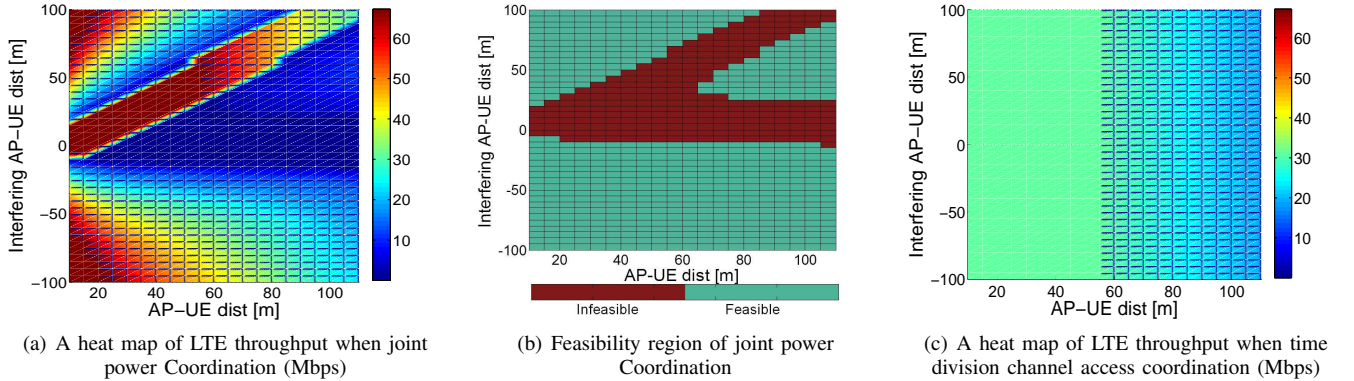 100
50
0
−50
−100
Interfering AP−UE dist [m]
20 40 60 80 100
AP−UE dist [m]
60
50
40
30
20
10
(a) A heat map of LTE throughput when joint
power Coordination (Mbps)
100
50
0
-50
-100
Interfering AP-UE dist [m]
20 40 60 80 100
AP-UE dist [m]
Infeasible Feasible
(b) Feasibility region of joint power
Coordination
100
50
0
−50
−100
Interfering AP−UE dist [m]
20 40 60 80 100
AP−UE dist [m]
60
50
40
30
20
10
(c) A heat map of LTE throughput when time
division channel access coordination (Mbps)